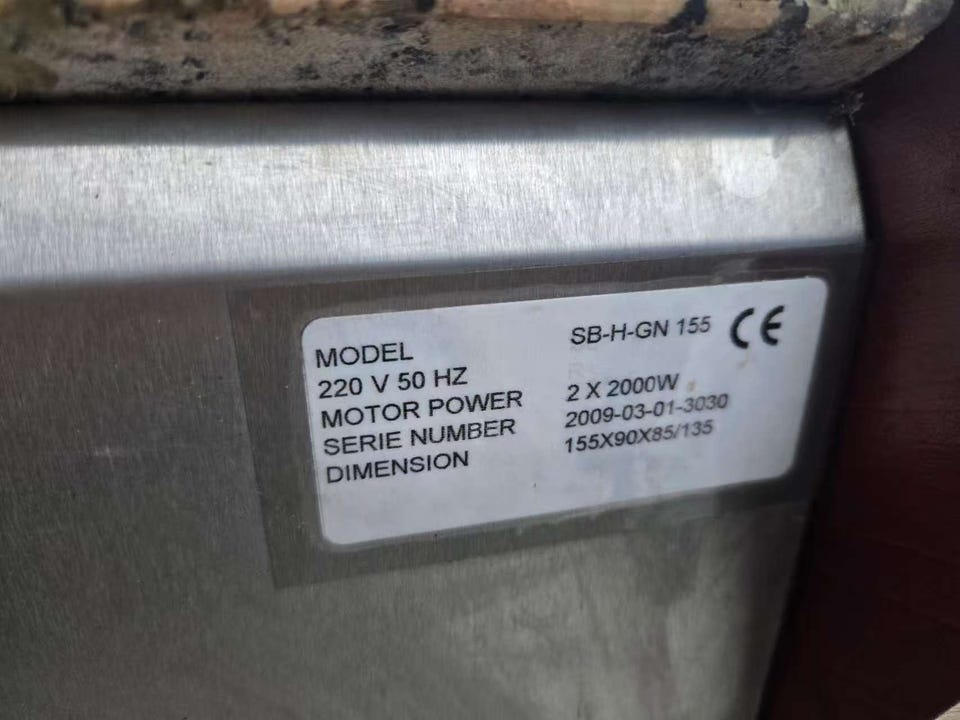 MODEL SB-H-GN 155 CE
220 V 50 HZ
MOTOR POWER 2 X 2000W
SERIE NUMBER 2009-03-01-3030
DIMENSION 155X90X85/135